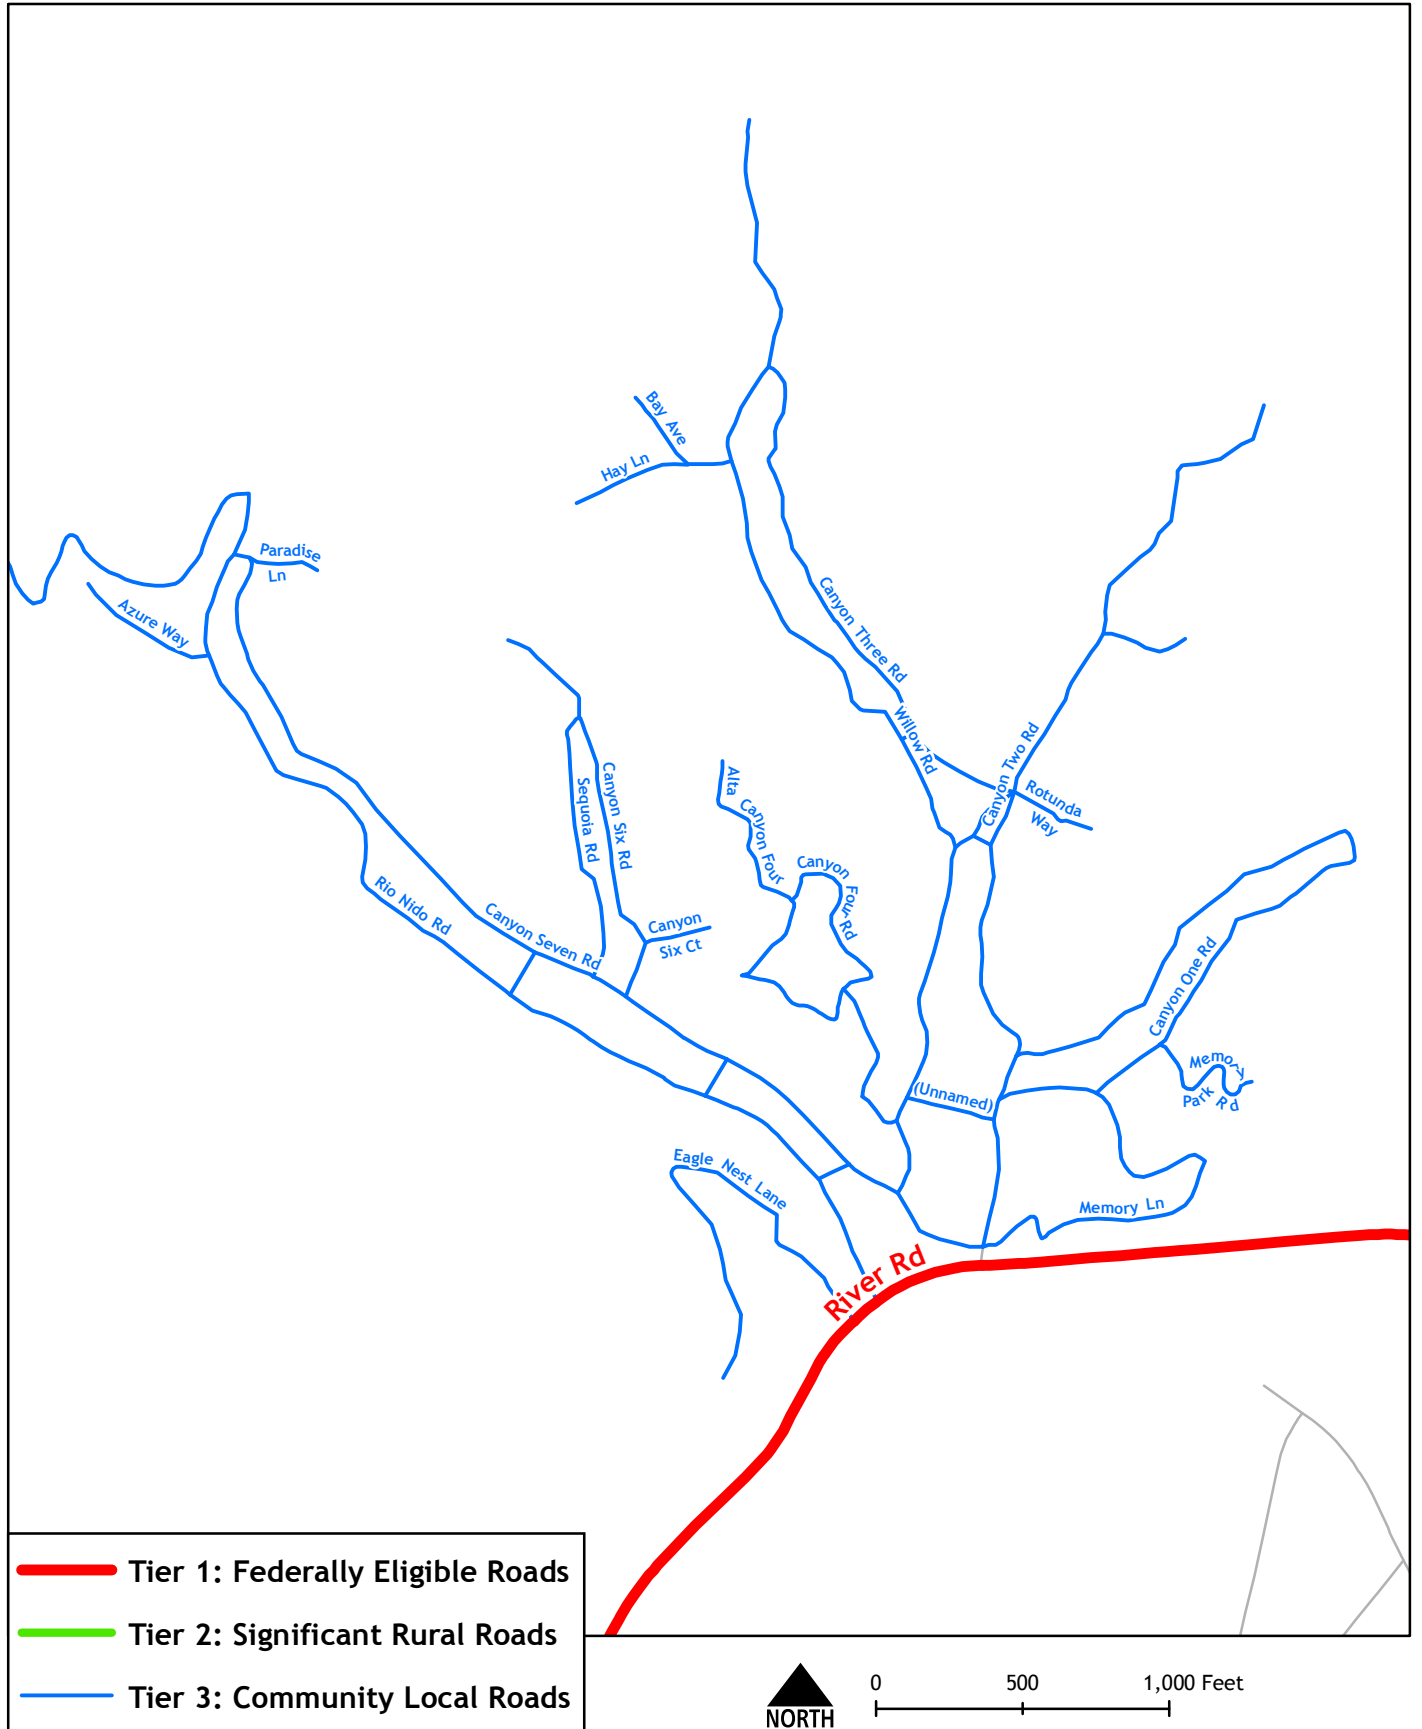 Bay Ave
Hay Ln
Paradise
Ln
Azure Way
Canyon Three Rd
Willow Rd
Canyon Two Rd
Rotunda
Way
Alta
Canyon Four
Canyon
Four Rd
Canyon Six Rd
Sequoia Rd
Canyon
Six Ct
Rio Nido Rd
Canyon Seven Rd
Canyon One Rd
Memory
Park Rd
(Unnamed)
Eagle Nest Lane
Memory Ln
River Rd
Tier 1: Federally Eligible Roads
Tier 2: Significant Rural Roads
Tier 3: Community Local Roads
NORTH
0 500 1,000 Feet